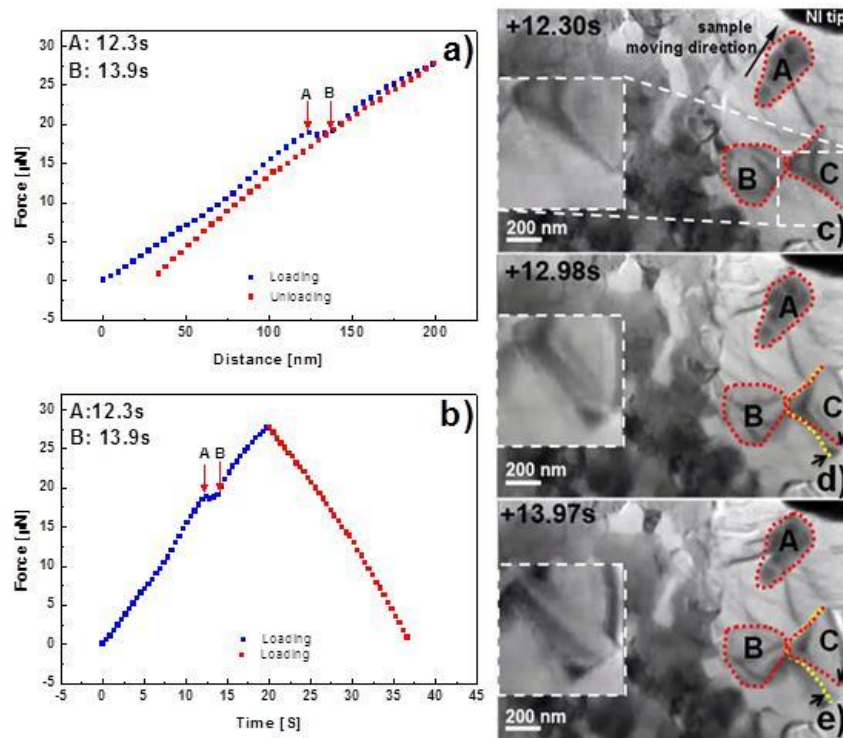 A: 12.3s
B: 13.9s
a)
A
B
Force [µN]
30
25
20
15
10
5
0
-5
Loading
Unloading
0
50
100
150
200
Distance [nm]
A:12.3s
B: 13.9s
b)
A
B
Force [µN]
30
25
20
15
10
5
0
-5
Loading
Loading
-5
0
5
10
15
20
25
30
35
40
45
Time [S]
+12.30s
NI tip
sample
moving direction
A
B
C
200 nm
c)
+12.98s
A
B
C
200 nm
d)
+13.97s
A
B
C
200 nm
e)